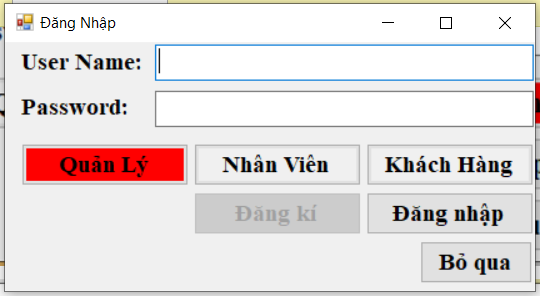 Đăng Nhập
User Name:
Password:
Quản Lý Nhân Viên Khách Hàng
Đăng kí Đăng nhập
Bỏ qua